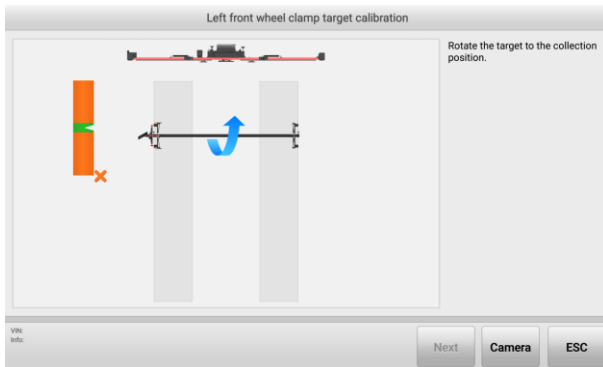 Left front wheel clamp target calibration
Rotate the target to the collection
position.
VIN:
Info:
Next
Camera
ESC